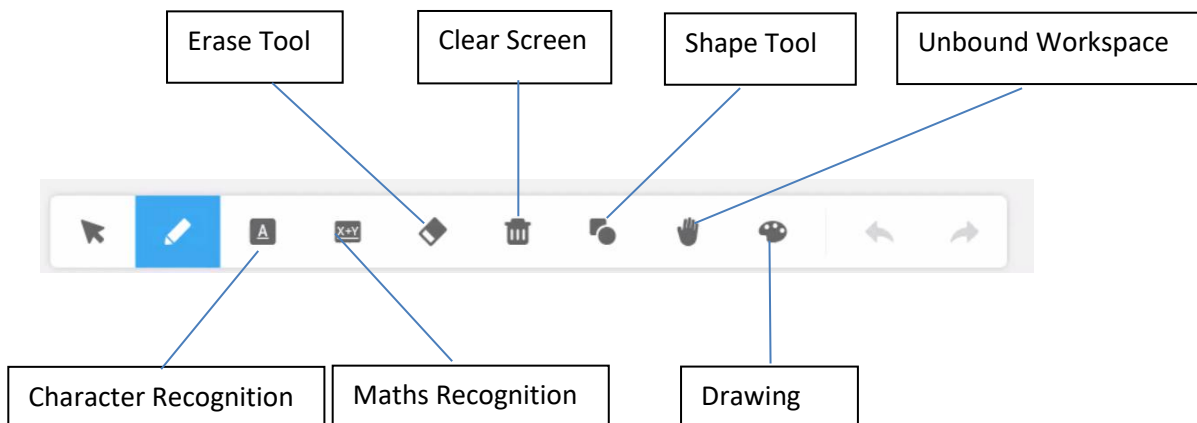 Erase Tool
Clear Screen
Shape Tool
Unbound Workspace
A
X+Y
Character Recognition
Maths Recognition
Drawing